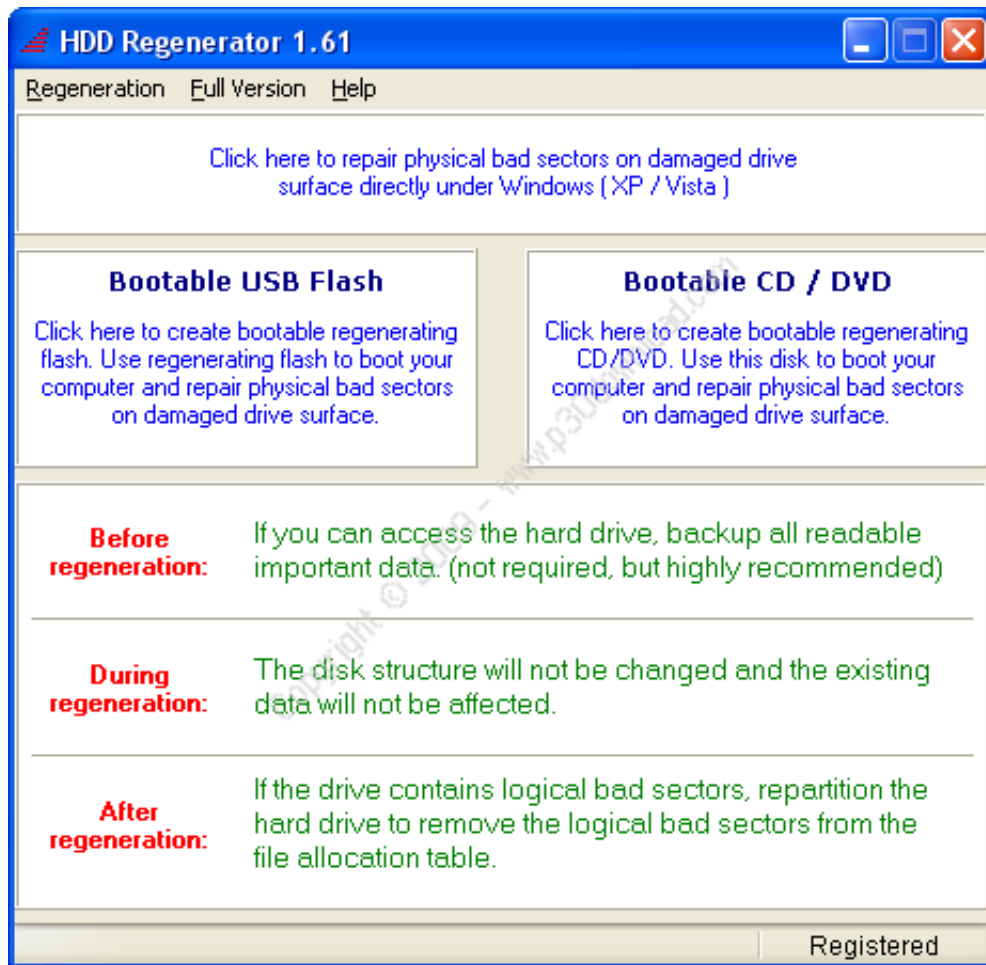 HDD Regenerator 1.61
Regeneration Full Version Help
Click here to repair physical bad sectors on damaged drive
surface directly under Windows ( XP / Vista )
Bootable USB Flash
Click here to create bootable regenerating
flash. Use regenerating flash to boot your
computer and repair physical bad sectors
on damaged drive surface.
Bootable CD / DVD
Click here to create bootable regenerating
CD/DVD. Use this disk to boot your
computer and repair physical bad sectors
on damaged drive surface.
Before
regeneration:
If you can access the hard drive, backup all readable
important data. (not required, but highly recommended)
During
regeneration:
The disk structure will not be changed and the existing
data will not be affected.
After
regeneration:
If the drive contains logical bad sectors, repartition the
hard drive to remove the logical bad sectors from the
file allocation table.
Registered
Copyright ©